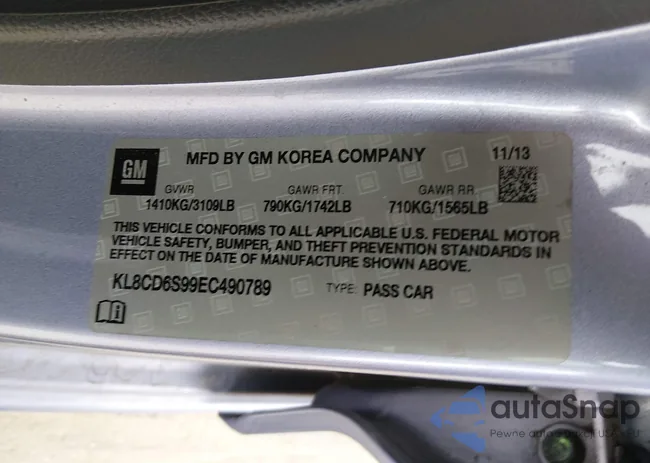 GM
MFD BY GM KOREA COMPANY
11/13
GVWR GAWR FRT. GAWR RR.
1410KG/3109LB 790KG/1742LB 710KG/1565LB
THIS VEHICLE CONFORMS TO ALL APPLICABLE U.S. FEDERAL MOTOR
VEHICLE SAFETY, BUMPER, AND THEFT PREVENTION STANDARDS IN
EFFECT ON THE DATE OF MANUFACTURE SHOWN ABOVE.
KL8CD6S99EC490789 TYPE: PASS CAR
autoSnap
Pewne auto